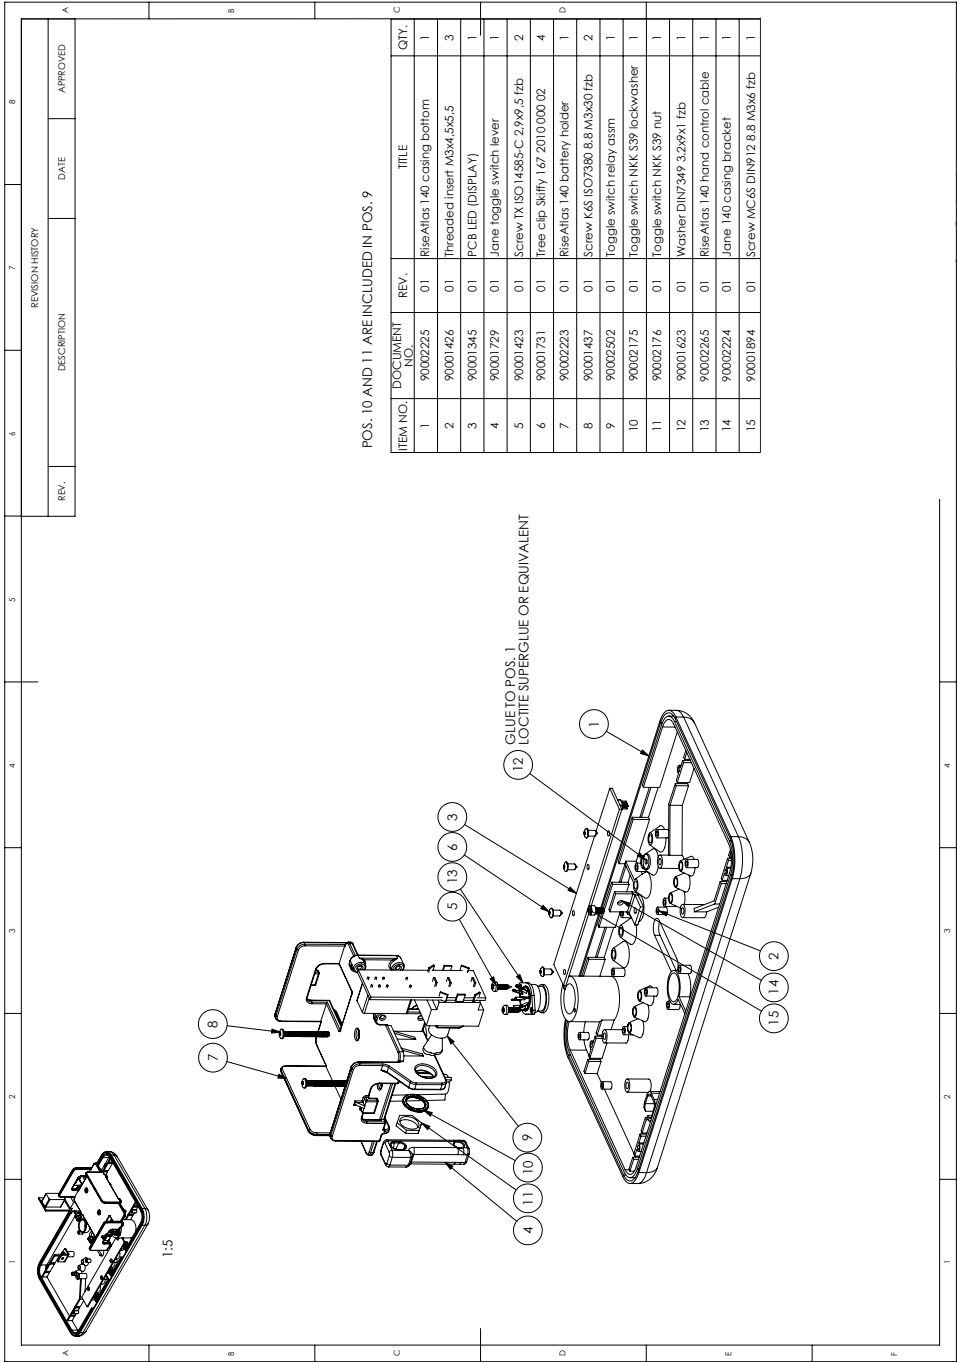 1 2 3 4 5 6 7 8
A
B
C
D
A
B
C
D
E
F
1 2 3 4
REVISION HISTORY
REV. DESCRIPTION DATE APPROVED
1:5
7
8
5
13
6
3
12
GLUE TO POS. 1
LOCTITE SUPERGLUE OR EQUIVALENT
1
4
11
10
9
15
14
2
POS. 10 AND 11 ARE INCLUDED IN POS. 9
ITEM NO. DOCUMENT NO. REV. TITLE QTY.
1 90002225 01 RiseAtlas 140 casing bottom 1
2 90001426 01 Threaded insert M3x4,5x5,5 3
3 90001345 01 PCB LED (DISPLAY) 1
4 90001729 01 Jane toggle switch lever 1
5 90001423 01 Screw TX ISO14585-C 2,9x9,5 fzb 2
6 90001731 01 Tree clip Skiffy 167 2010 000 02 4
7 90002223 01 RiseAtlas 140 battery holder 1
8 90001437 01 Screw K6S ISO7380 8.8 M3x30 fzb 2
9 90002502 01 Toggle switch relay assm 1
10 90002175 01 Toggle switch NKK S39 lockwasher 1
11 90002176 01 Toggle switch NKK S39 nut 1
12 90001623 01 Washer DIN7349 3.2x9x1 fzb 1
13 90002265 01 RiseAtlas 140 hand control cable 1
14 90002224 01 Jane 140 casing bracket 1
15 90001894 01 Screw MC6S DIN912 8.8 M3x6 fzb 1